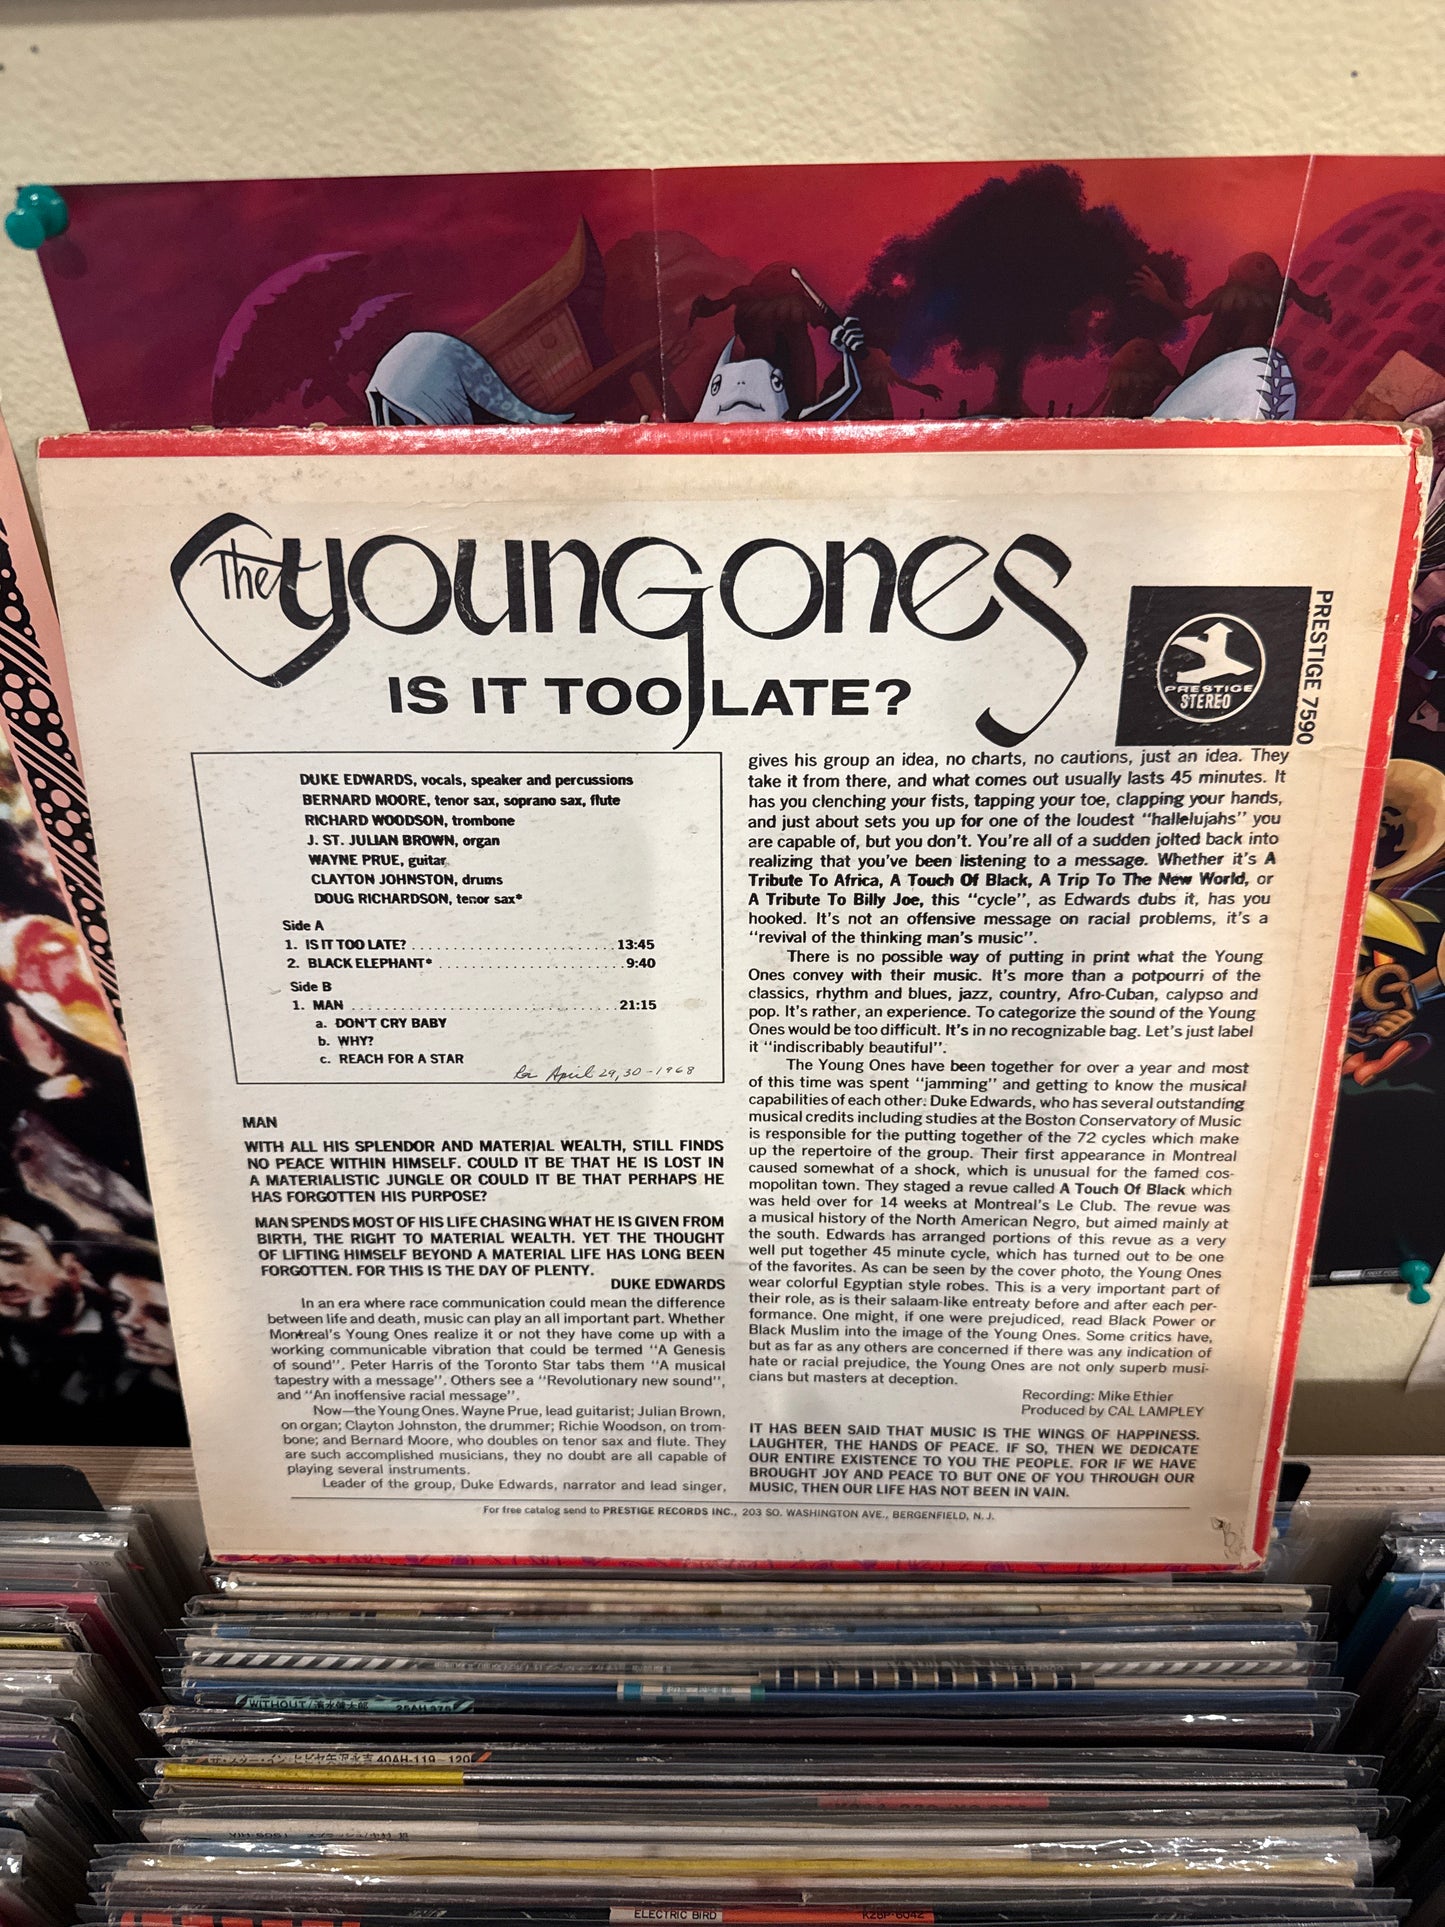 The Young Ones
IS IT TOO LATE?
PRESTIGE
STEREO
PRESTIGE 7590
DUKE EDWARDS, vocals, speaker and percussions
BERNARD MOORE, tenor sax, soprano sax, flute
RICHARD WOODSON, trombone
J. ST. JULIAN BROWN, organ
WAYNE PRUE, guitar
CLAYTON JOHNSTON, drums
DOUG RICHARDSON, tenor sax*
Side A
1. IS IT TOO LATE? ........................... 13:45
2. BLACK ELEPHANT* ......................... 9:40
Side B
1. MAN .................................... 21:15
a. DON'T CRY BABY
b. WHY?
c. REACH FOR A STAR
April 29, 30 - 1968
MAN
WITH ALL HIS SPLENDOR AND MATERIAL WEALTH, STILL FINDS
NO PEACE WITHIN HIMSELF. COULD IT BE THAT HE IS LOST IN
A MATERIALISTIC JUNGLE OR COULD IT BE THAT PERHAPS HE
HAS FORGOTTEN HIS PURPOSE?
MAN SPENDS MOST OF HIS LIFE CHASING WHAT HE IS GIVEN FROM
BIRTH, THE RIGHT TO MATERIAL WEALTH. YET THE THOUGHT
OF LIFTING HIMSELF BEYOND A MATERIAL LIFE HAS LONG BEEN
FORGOTTEN. FOR THIS IS THE DAY OF PLENTY.
DUKE EDWARDS
In an era where race communication could mean the difference
between life and death, music can play an all important part. Whether
Montreal's Young Ones realize it or not they have come up with a
working communicable vibration that could be termed "A Genesis
of sound". Peter Harris of the Toronto Star tabs them "A musical
tapestry with a message". Others see a "Revolutionary new sound",
and "An inoffensive racial message".
Now—the Young Ones. Wayne Prue, lead guitarist; Julian Brown,
on organ; Clayton Johnston, the drummer; Richie Woodson, on trom-
bone; and Bernard Moore, who doubles on tenor sax and flute. They
are such accomplished musicians, they no doubt are all capable of
playing several instruments.
Leader of the group, Duke Edwards, narrator and lead singer,
gives his group an idea, no charts, no cautions, just an idea. They
take it from there, and what comes out usually lasts 45 minutes. It
has you clenching your fists, tapping your toe, clapping your hands,
and just about sets you up for one of the loudest "hallelujahs" you
are capable of, but you don't. You're all of a sudden jolted back into
realizing that you've been listening to a message. Whether it's A
Tribute To Africa, A Touch Of Black, A Trip To The New World, or
A Tribute To Billy Joe, this "cycle", as Edwards dubs it, has you
hooked. It's not an offensive message on racial problems, it's a
"revival of the thinking man's music".
There is no possible way of putting in print what the Young
Ones convey with their music. It's more than a potpourri of the
classics, rhythm and blues, jazz, country, Afro-Cuban, calypso and
pop. It's rather, an experience. To categorize the sound of the Young
Ones would be too difficult. It's in no recognizable bag. Let's just label
it "indiscribably beautiful".
The Young Ones have been together for over a year and most
of this time was spent "jamming" and getting to know the musical
capabilities of each other. Duke Edwards, who has several outstanding
musical credits including studies at the Boston Conservatory of Music
is responsible for the putting together of the 72 cycles which make
up the repertoire of the group. Their first appearance in Montreal
caused somewhat of a shock, which is unusual for the famed cos-
mopolitan town. They staged a revue called A Touch Of Black which
was held over for 14 weeks at Montreal's Le Club. The revue was
a musical history of the North American Negro, but aimed mainly at
the south. Edwards has arranged portions of this revue as a very
well put together 45 minute cycle, which has turned out to be one
of the favorites. As can be seen by the cover photo, the Young Ones
wear colorful Egyptian style robes. This is a very important part of
their role, as is their salaam-like entreaty before and after each per-
formance. One might, if one were prejudiced, read Black Power or
Black Muslim into the image of the Young Ones. Some critics have,
but as far as any others are concerned if there was any indication of
hate or racial prejudice, the Young Ones are not only superb musi-
cians but masters at deception.
Recording: Mike Ethier
Produced by CAL LAMPLEY
IT HAS BEEN SAID THAT MUSIC IS THE WINGS OF HAPPINESS.
LAUGHTER, THE HANDS OF PEACE. IF SO, THEN WE DEDICATE
OUR ENTIRE EXISTENCE TO YOU THE PEOPLE. FOR IF WE HAVE
BROUGHT JOY AND PEACE TO BUT ONE OF YOU THROUGH OUR
MUSIC, THEN OUR LIFE HAS NOT BEEN IN VAIN.
For free catalog send to PRESTIGE RECORDS INC., 203 SO. WASHINGTON AVE., BERGENFIELD, N. J.
WITHOUT/清水健太郎 25AH 375
40AH-119~120
ELECTRIC BIRD
K28P-6042